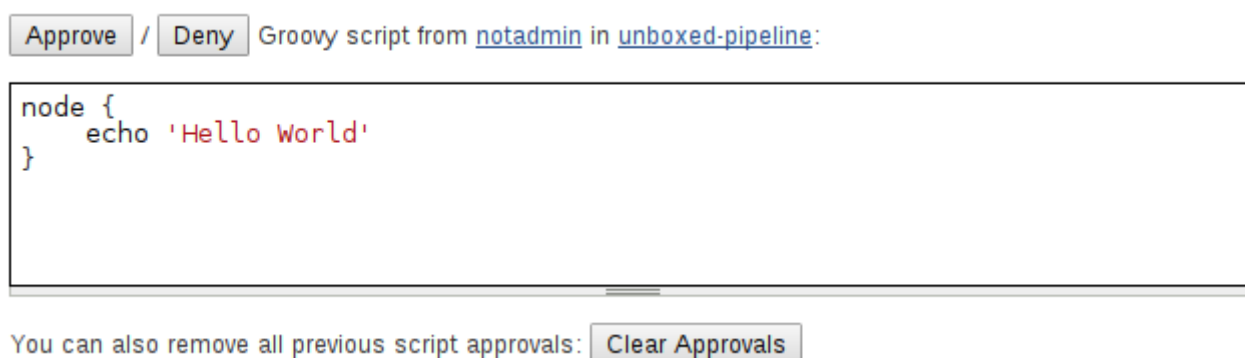 Approve / Deny Groovy script from notadmin in unboxed-pipeline:
node {
    echo 'Hello World'
}
You can also remove all previous script approvals: Clear Approvals